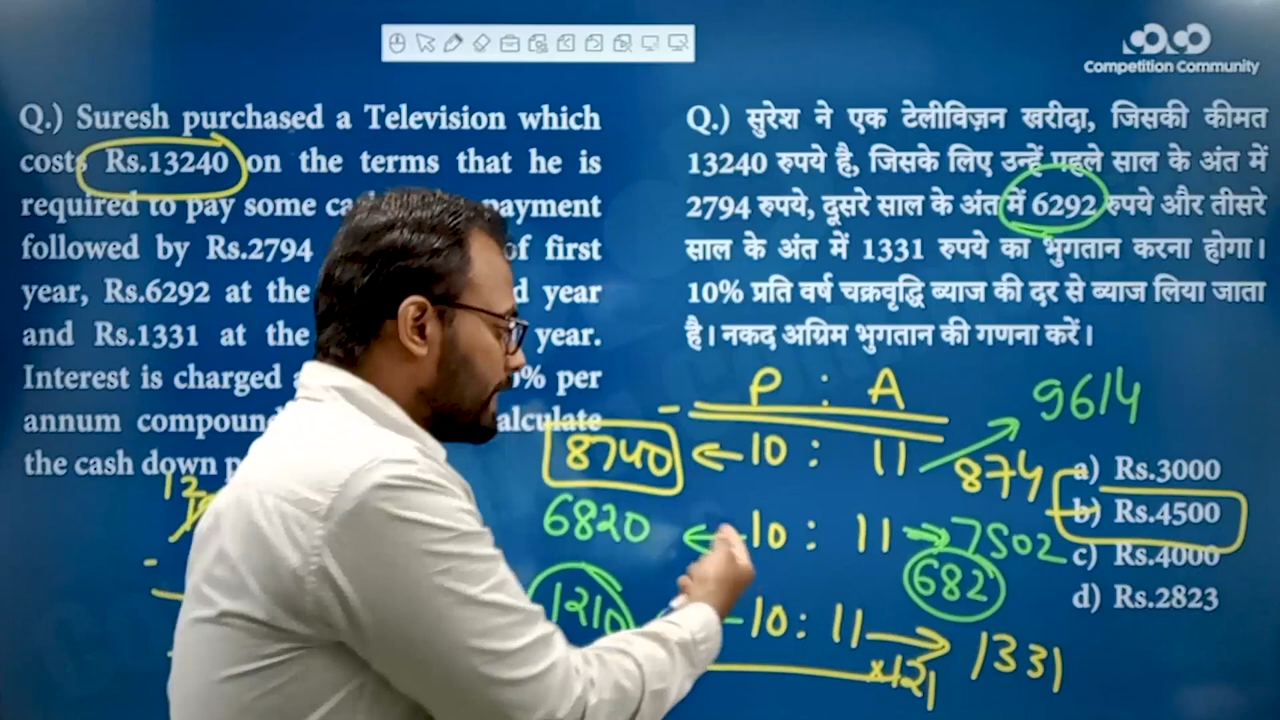 Competition Community
Q.) Suresh purchased a Television which
costs Rs.13240 on the terms that he is
required to pay some payment
followed by Rs.2794 of first
year, Rs.6292 at the year
and Rs.1331 at the year.
Interest is charged per
annum calculate
the cash down
Q.) सुरेश ने एक टेलीविज़न खरीदा, जिसकी कीमत
13240 रुपये है, जिसके लिए उन्हें पहले साल के अंत में
2794 रुपये, दूसरे साल के अंत में 6292 रुपये और तीसरे
साल के अंत में 1331 रुपये का भुगतान करना होगा।
10% प्रति वर्ष चक्रवृद्धि ब्याज की दर से ब्याज लिया जाता
है। नकद अग्रिम भुगतान की गणना करें।
P : A
8740 ← 10 : 11 → 9614
874
6820 ← 10 : 11 → 7502
682
1210 10 : 11 → 1331
×121
a) Rs.3000
b) Rs.4500
c) Rs.4000
d) Rs.2823